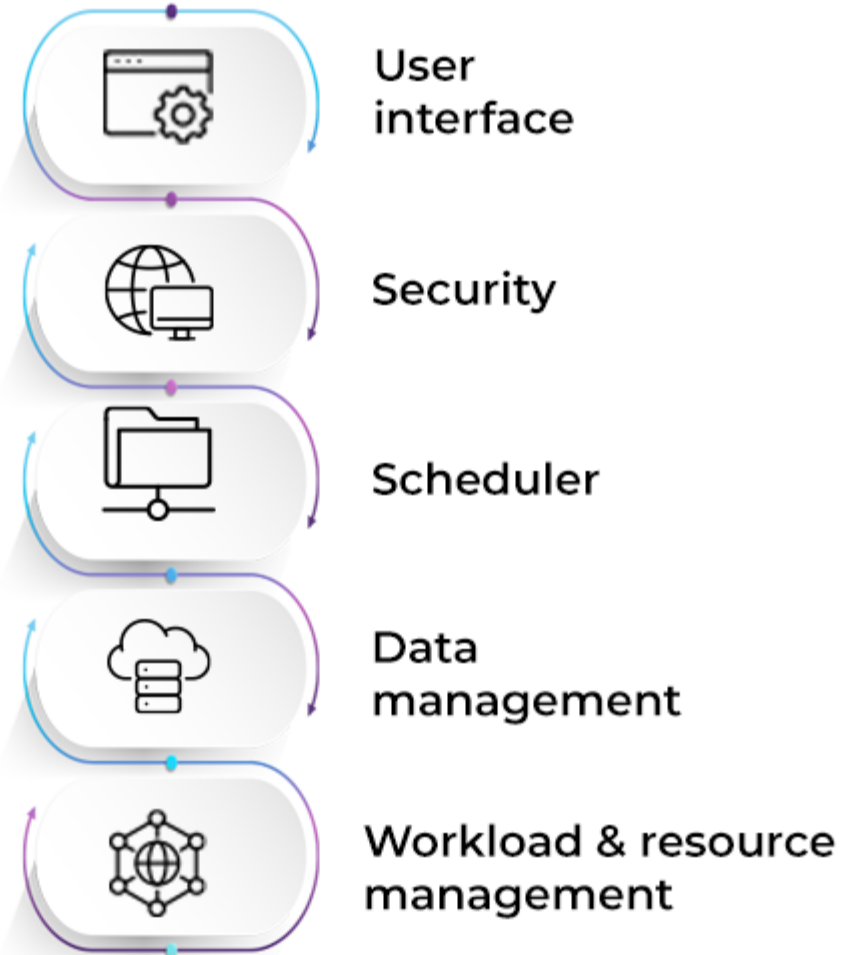 User
interface
Security
Scheduler
Data
management
Workload & resource
management